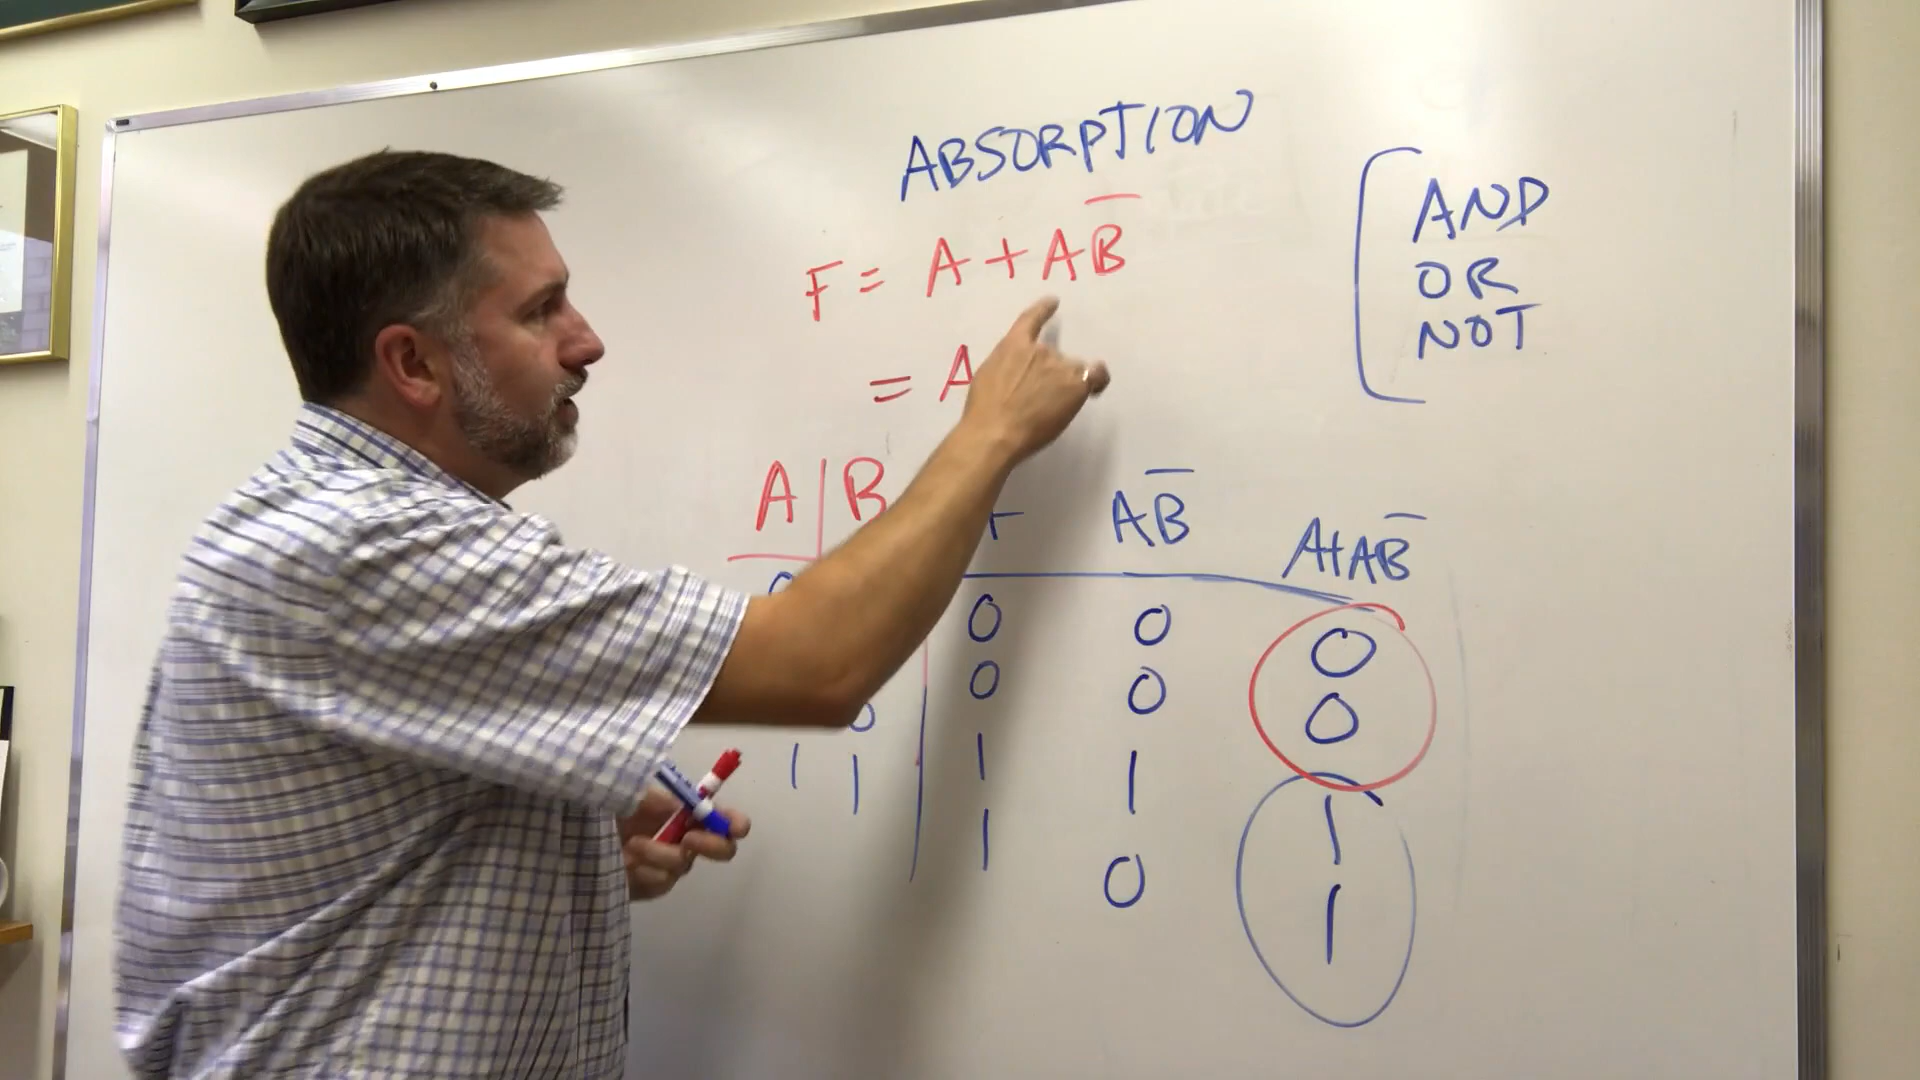 ABSORPTION
F = A + AB̅
= A
AND
OR
NOT
A B F AB̅ A+AB̅
0 0 0 0
0 0 0
0 1 1 1
1 1 1 0 1